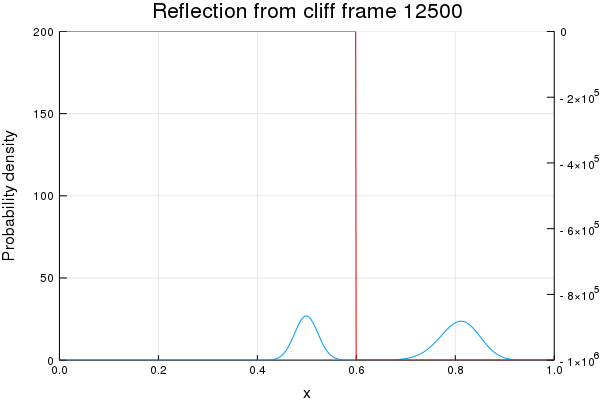 Reflection from cliff frame 12500
200
150
100
50
0
Probability density
0
- 2×10⁵
- 4×10⁵
- 6×10⁵
- 8×10⁵
- 1×10⁶
0.0 0.2 0.4 0.6 0.8 1.0
x